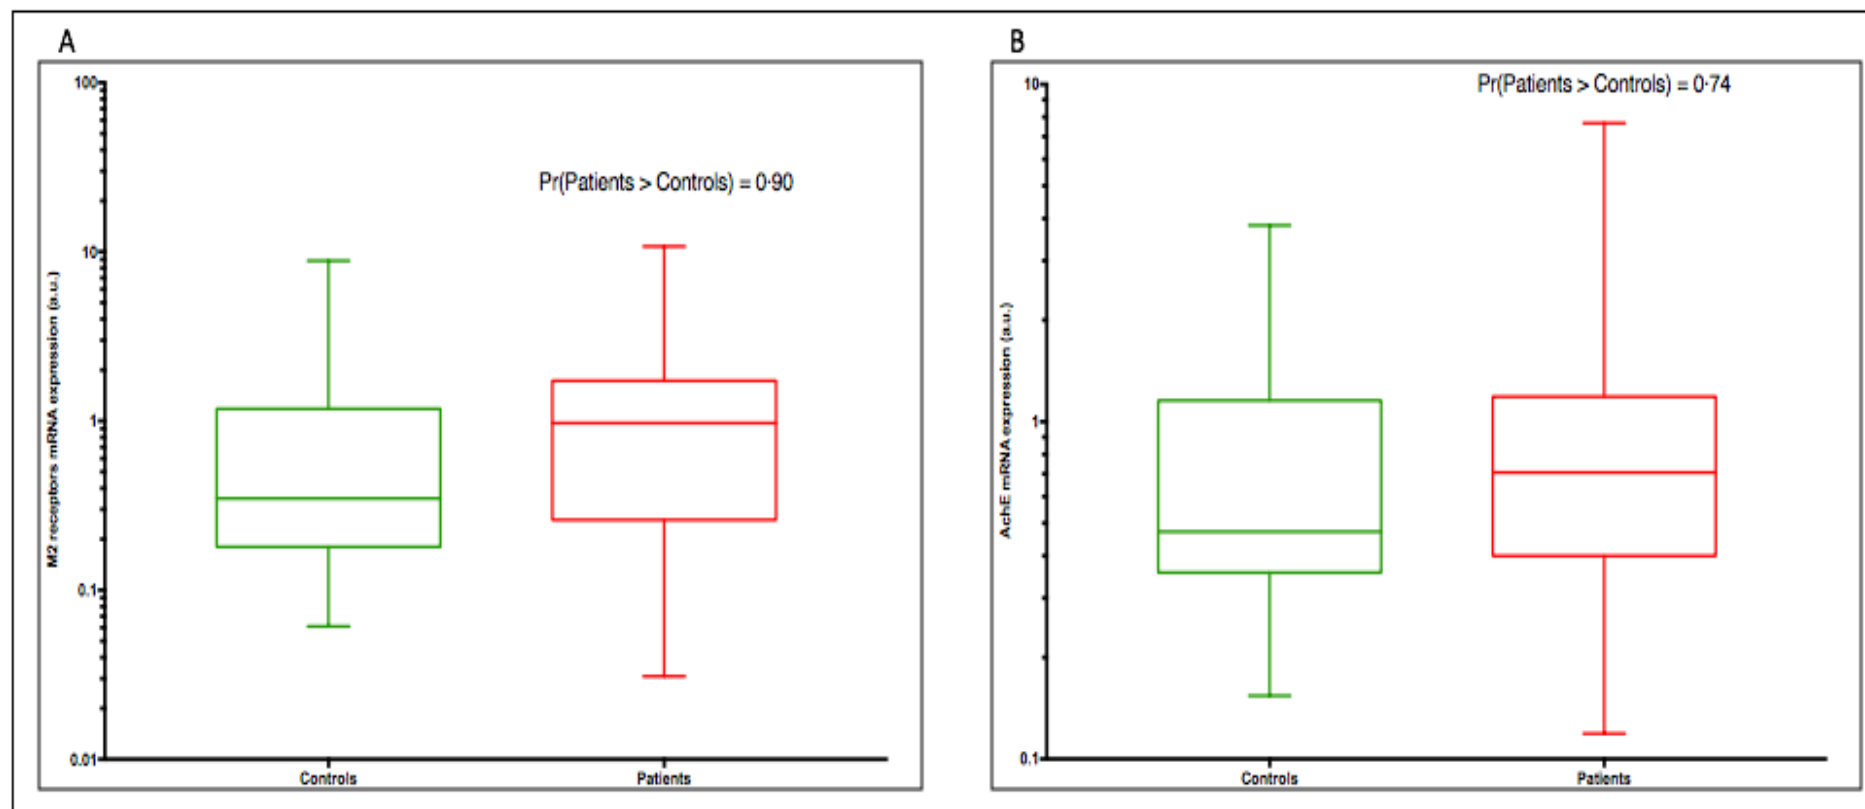 A
M2 receptors mRNA expression (a.u.)
100
10
1
0.1
0.01
Pr(Patients > Controls) = 0·90
Controls
Patients
B
AchE mRNA expression (a.u.)
10
1
0.1
Pr(Patients > Controls) = 0·74
Controls
Patients